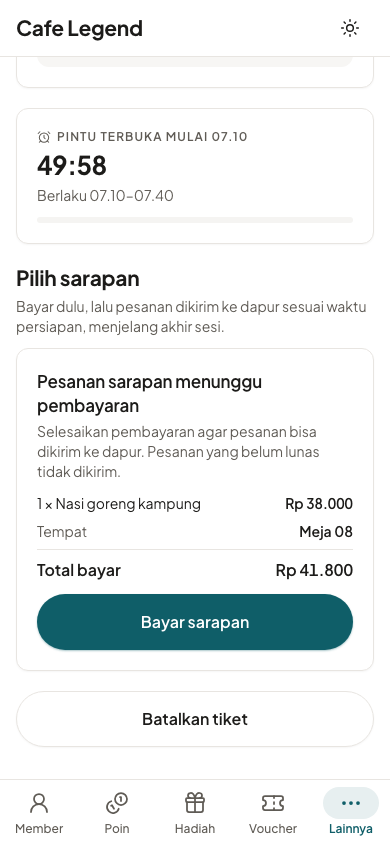 Cafe Legend
PINTU TERBUKA MULAI 07.10
49:58
Berlaku 07.10–07.40
Pilih sarapan
Bayar dulu, lalu pesanan dikirim ke dapur sesuai waktu
persiapan, menjelang akhir sesi.
Pesanan sarapan menunggu
pembayaran
Selesaikan pembayaran agar pesanan bisa
dikirim ke dapur. Pesanan yang belum lunas
tidak dikirim.
1 × Nasi goreng kampung Rp 38.000
Tempat Meja 08
Total bayar Rp 41.800
Bayar sarapan
Batalkan tiket
Member Poin Hadiah Voucher Lainnya